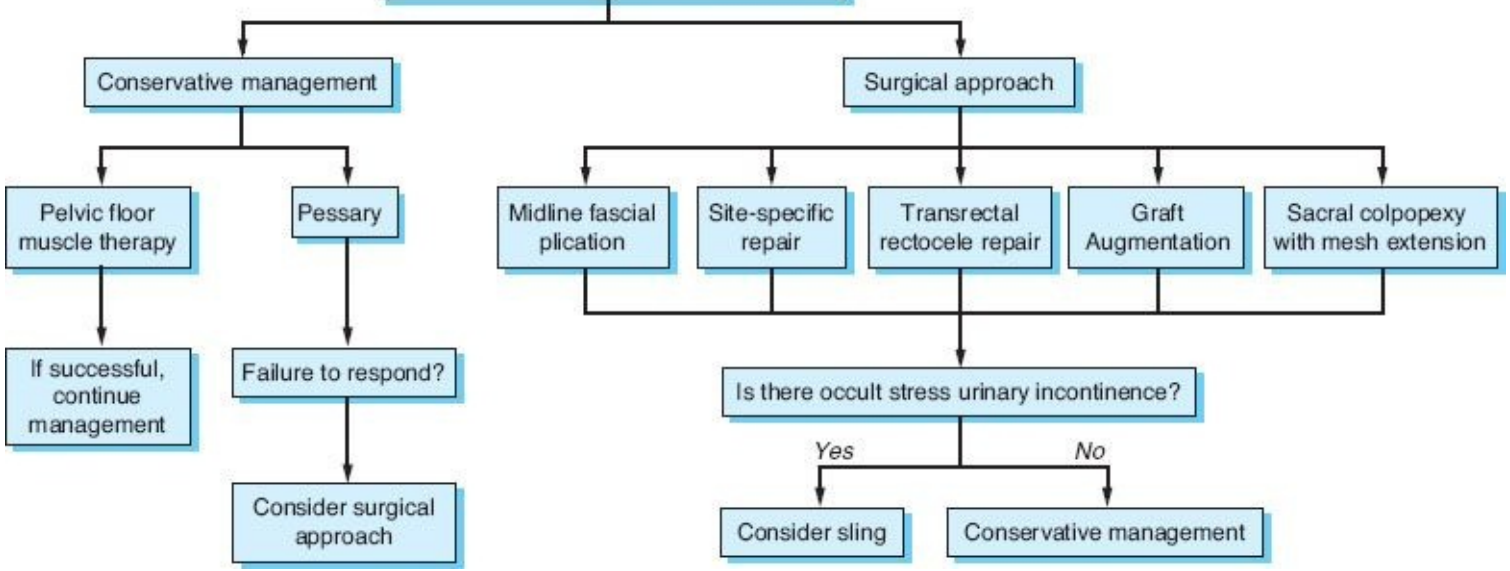 Conservative management
Surgical approach
Pelvic floor
muscle therapy
Pessary
Midline fascial
plication
Site-specific
repair
Transrectal
rectocele repair
Graft
Augmentation
Sacral colpopexy
with mesh extension
If successful,
continue
management
Failure to respond?
Is there occult stress urinary incontinence?
Yes
No
Consider surgical
approach
Consider sling
Conservative management